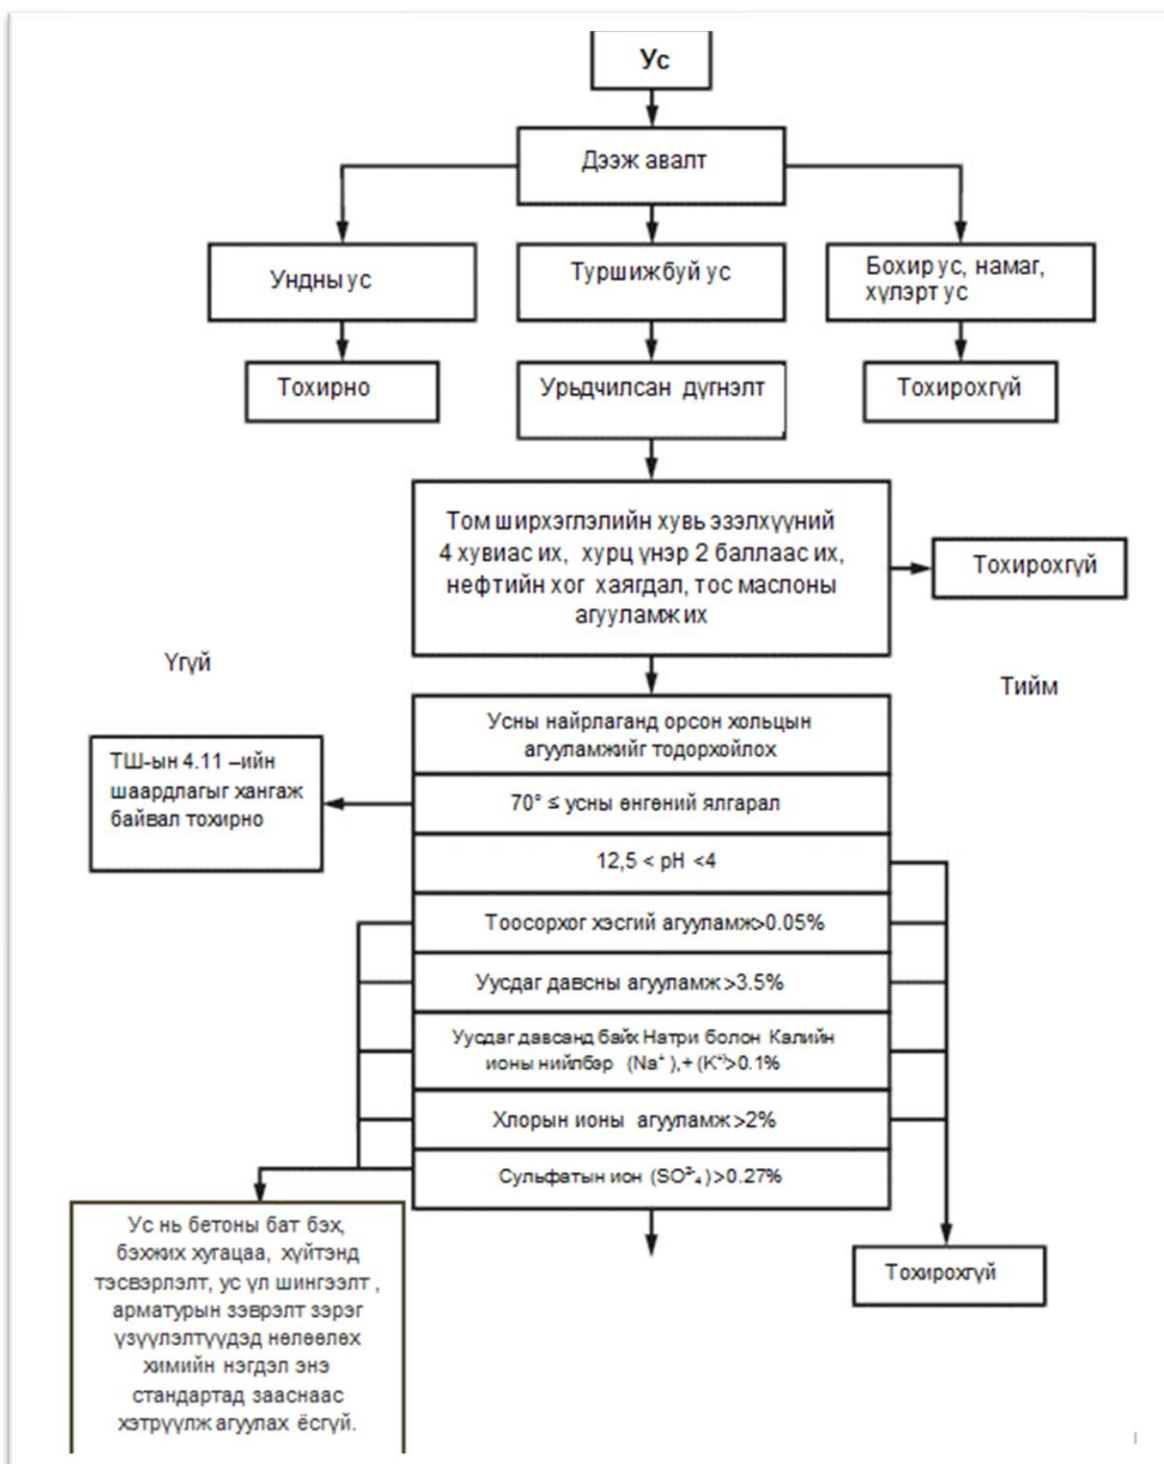 Ус
Дээж авалт
Ундны ус
Туршижбуй ус
Бохир ус, намаг,
хүлэрт ус
Тохирно
Урьдчилсан дүгнэлт
Тохирохгүй
Том ширхэглэлийн хувь эзэлхүүний
4 хувиас их, хурц үнэр 2 баллаас их,
нефтийн хог хаягдал, тос маслоны
агууламж их
Тохирохгүй
Үгүй
Тийм
Усны найрлаганд орсон хольцын
агууламжийг тодорхойлох
ТШ-ын 4.11 –ийн
шаардлагыг хангаж
байвал тохирно
70° ≤ усны өнгөний ялгарал
12,5 < pH <4
Тоосорхог хэсгий агууламж>0.05%
Уусдаг давсны агууламж >3.5%
Уусдаг давсанд байх Натри болон Калийн
ионы нийлбэр (Na⁺ ),+ (K⁺)>0.1%
Хлорын ионы агууламж >2%
Сульфатын ион (SO²⁻₄ )>0.27%
Ус нь бетоны бат бэх,
бэхжих хугацаа, хүйтэнд
тэсвэрлэлт, ус үл шингээлт ,
арматурын зэврэлт зэрэг
үзүүлэлтүүдэд нөлөөлөх
химийн нэгдэл энэ
стандартад зааснаас
хэтрүүлж агуулах ёсгүй.
Тохирохгүй